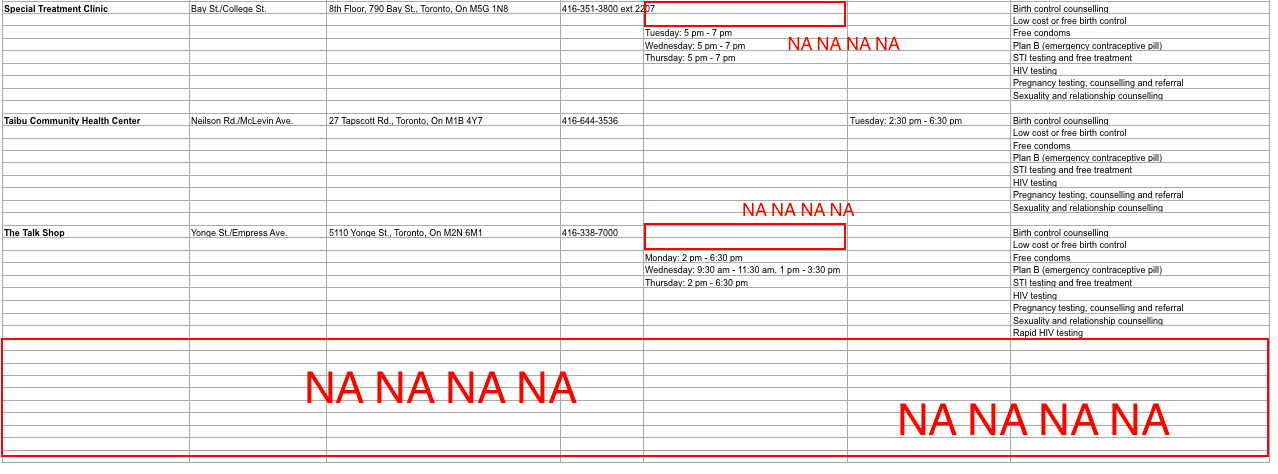 Special Treatment Clinic Bay St./College St. 8th Floor, 790 Bay St., Toronto, On M5G 1N8 416-351-3800 ext 2207 Birth control counselling
Low cost or free birth control
Tuesday: 5 pm - 7 pm Free condoms
Wednesday: 5 pm - 7 pm NA NA NA NA Plan B (emergency contraceptive pill)
Thursday: 5 pm - 7 pm STI testing and free treatment
HIV testing
Pregnancy testing, counselling and referral
Sexuality and relationship counselling
Taibu Community Health Center Neilson Rd./McLevin Ave. 27 Tapscott Rd., Toronto, On M1B 4Y7 416-644-3536 Tuesday: 2:30 pm - 6:30 pm Birth control counselling
Low cost or free birth control
Free condoms
Plan B (emergency contraceptive pill)
STI testing and free treatment
HIV testing
Pregnancy testing, counselling and referral
NA NA NA NA Sexuality and relationship counselling
The Talk Shop Yonge St./Empress Ave. 5110 Yonge St., Toronto, On M2N 6M1 416-338-7000 Birth control counselling
Low cost or free birth control
Monday: 2 pm - 6:30 pm Free condoms
Wednesday: 9:30 am - 11:30 am, 1 pm - 3:30 pm Plan B (emergency contraceptive pill)
Thursday: 2 pm - 6:30 pm STI testing and free treatment
HIV testing
Pregnancy testing, counselling and referral
Sexuality and relationship counselling
Rapid HIV testing
NA NA NA NA
NA NA NA NA